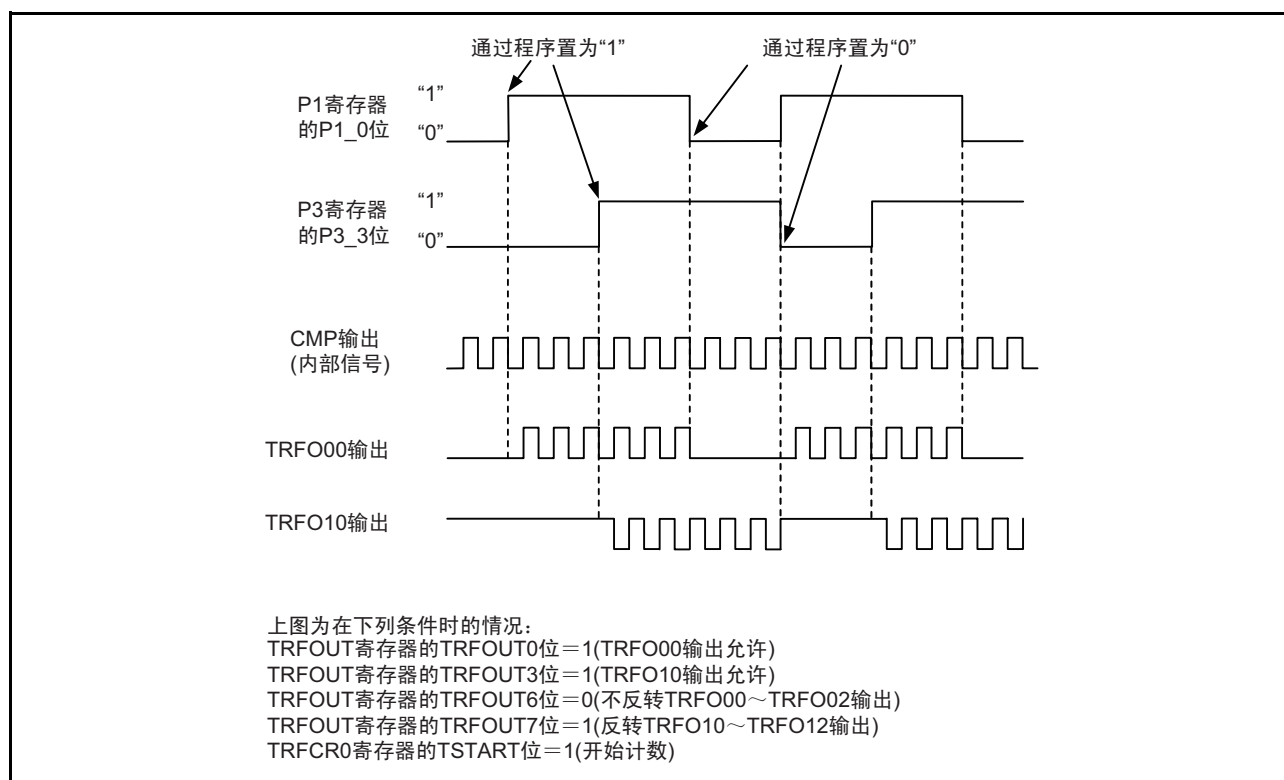 通过程序置为“1”
通过程序置为“0”
P1寄存器
的P1_0位
“1”
“0”
P3寄存器
的P3_3位
“1”
“0”
CMP输出
(内部信号)
TRFO00输出
TRFO10输出
上图为在下列条件时的情况：
TRFOUT寄存器的TRFOUT0位＝1(TRFO00输出允许)
TRFOUT寄存器的TRFOUT3位＝1(TRFO10输出允许)
TRFOUT寄存器的TRFOUT6位＝0(不反转TRFO00～TRFO02输出)
TRFOUT寄存器的TRFOUT7位＝1(反转TRFO10～TRFO12输出)
TRFCR0寄存器的TSTART位＝1(开始计数)